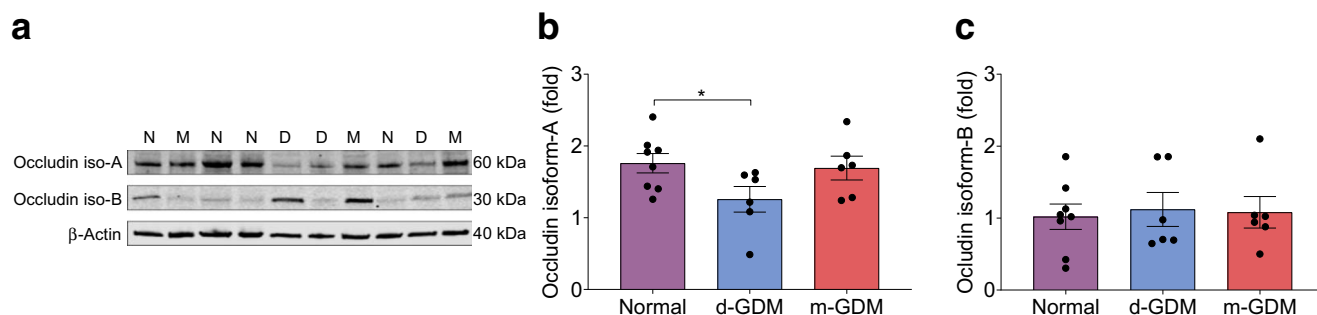 a
N M N N D D M N D M
Occludin iso-A 60 kDa
Occludin iso-B 30 kDa
β-Actin 40 kDa
b
Occludin isoform-A (fold)
3
2
1
0
*
Normal d-GDM m-GDM
c
Ocludin isoform-B (fold)
3
2
1
0
Normal d-GDM m-GDM